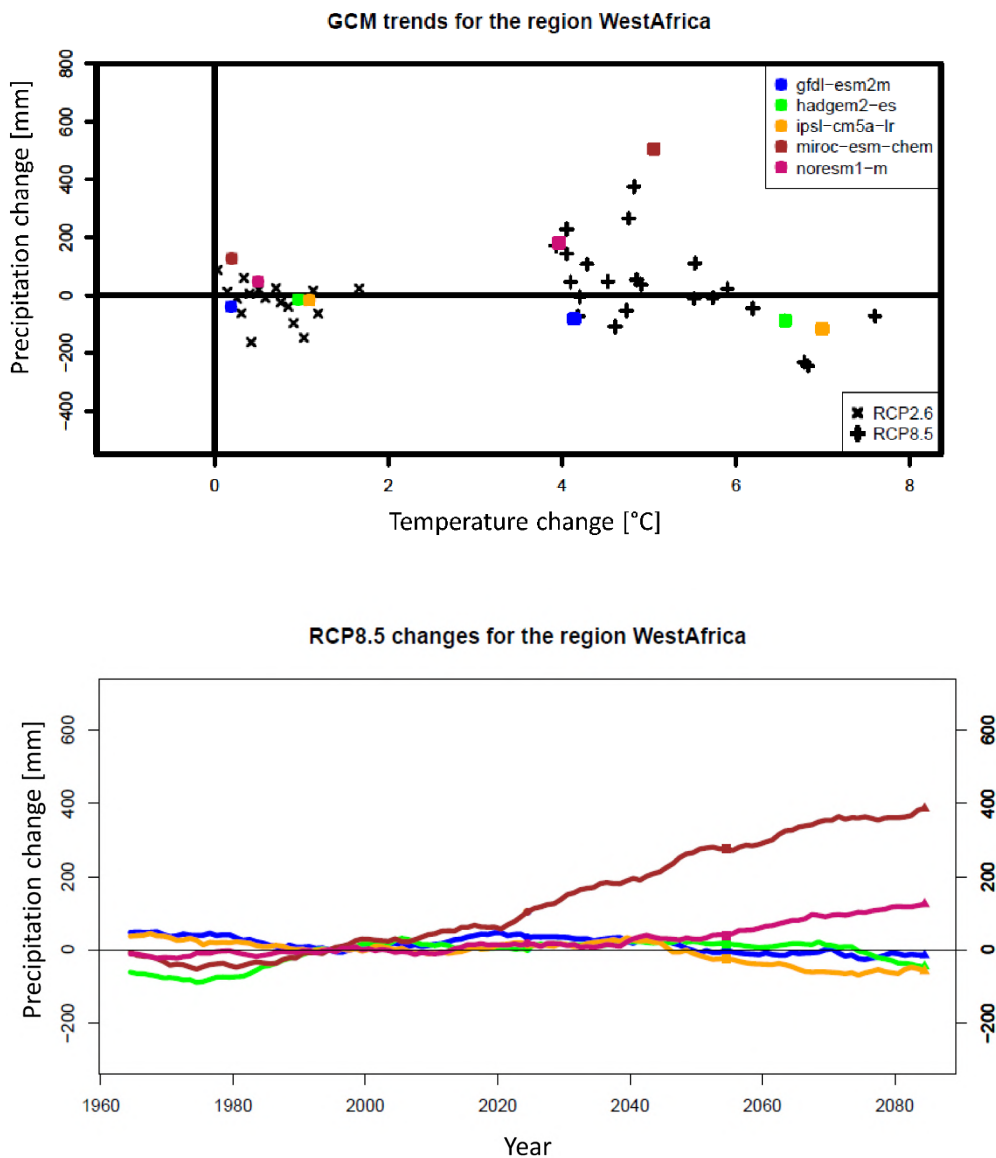 GCM trends for the region WestAfrica
Precipitation change [mm]
800
600
400
200
0
−200
−400
gfdl−esm2m
hadgem2−es
ipsl−cm5a−lr
miroc−esm−chem
noresm1−m
RCP2.6
RCP8.5
0 2 4 6 8
Temperature change [°C]
RCP8.5 changes for the region WestAfrica
Precipitation change [mm]
600 600
400 400
200 200
0 0
−200 −200
1960 1980 2000 2020 2040 2060 2080
Year